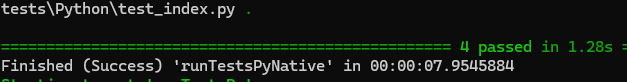 tests\Python\test_index.py .
================================================= 4 passed in 1.28s =
Finished (Success) 'runTestsPyNative' in 00:00:07.9545884